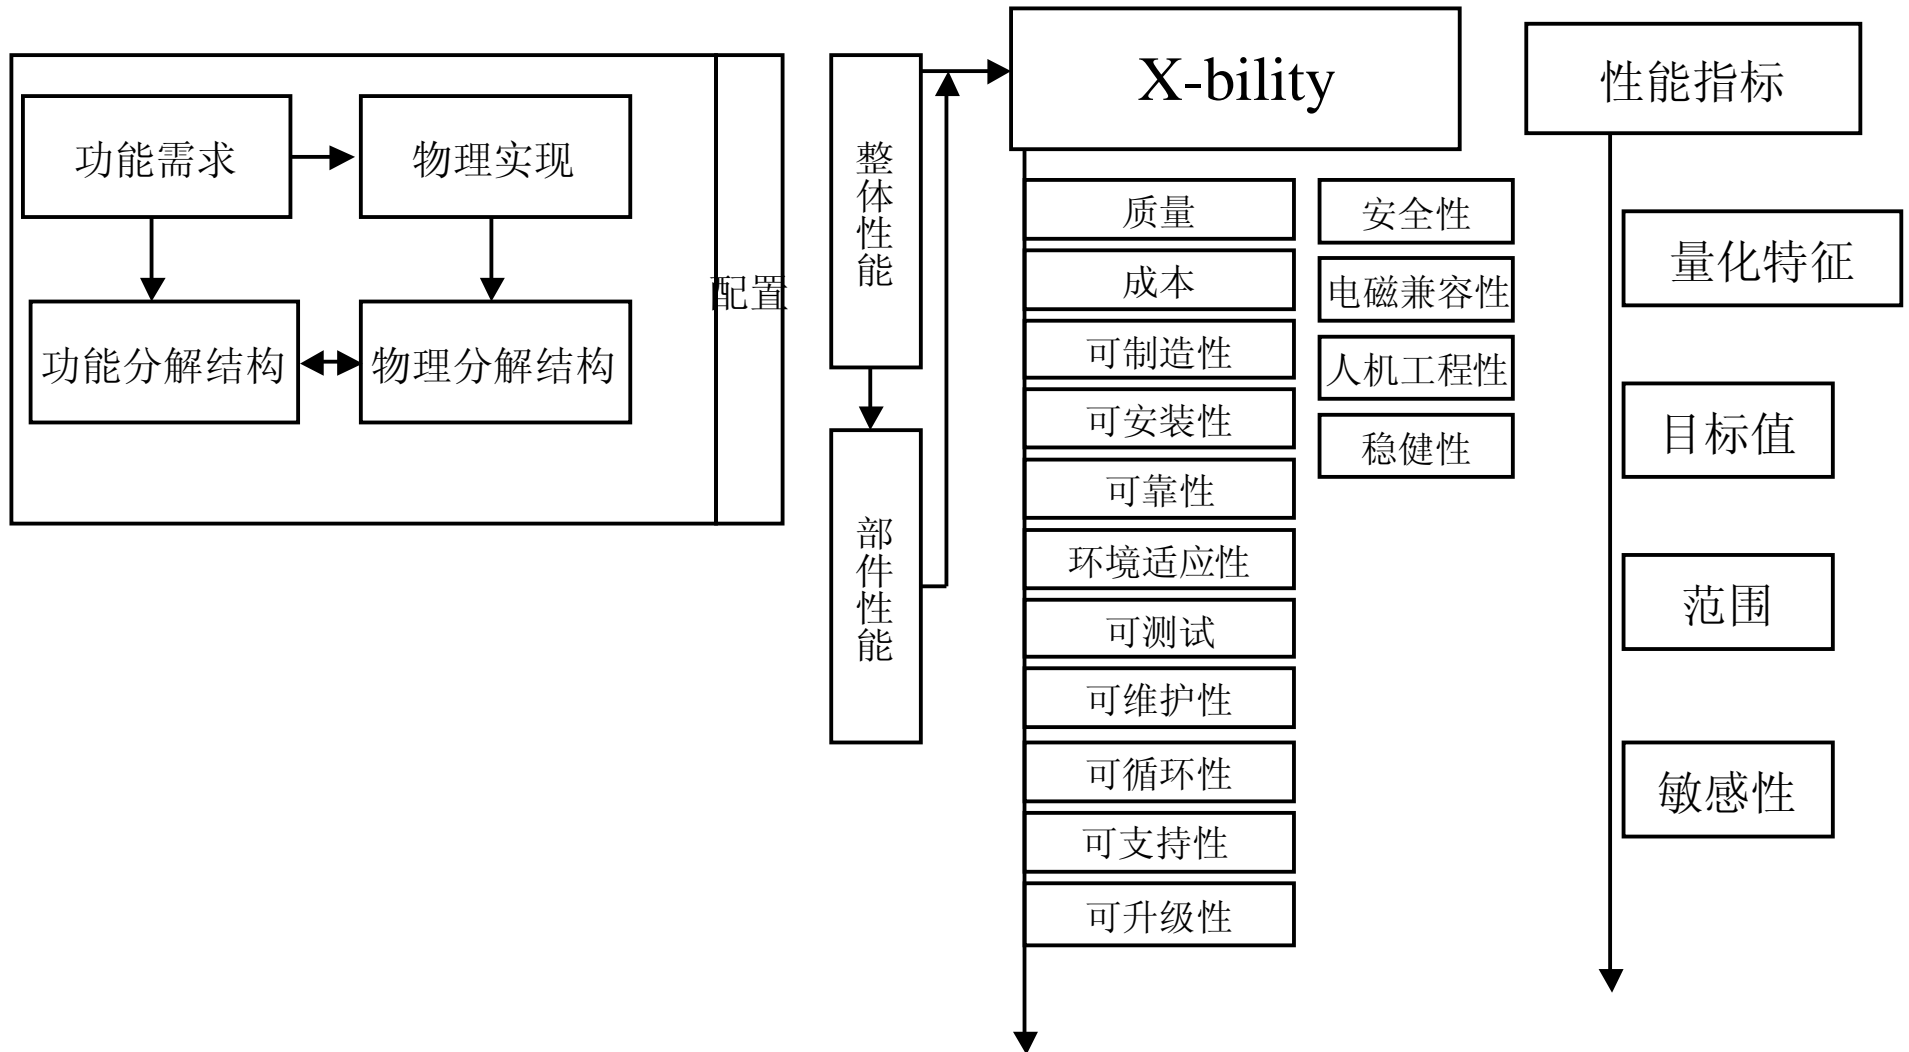 功能需求
物理实现
功能分解结构
物理分解结构
配置
整体性能
部件性能
X-bility
质量
成本
可制造性
可安装性
可靠性
环境适应性
可测试
可维护性
可循环性
可支持性
可升级性
安全性
电磁兼容性
人机工程性
稳健性
性能指标
量化特征
目标值
范围
敏感性